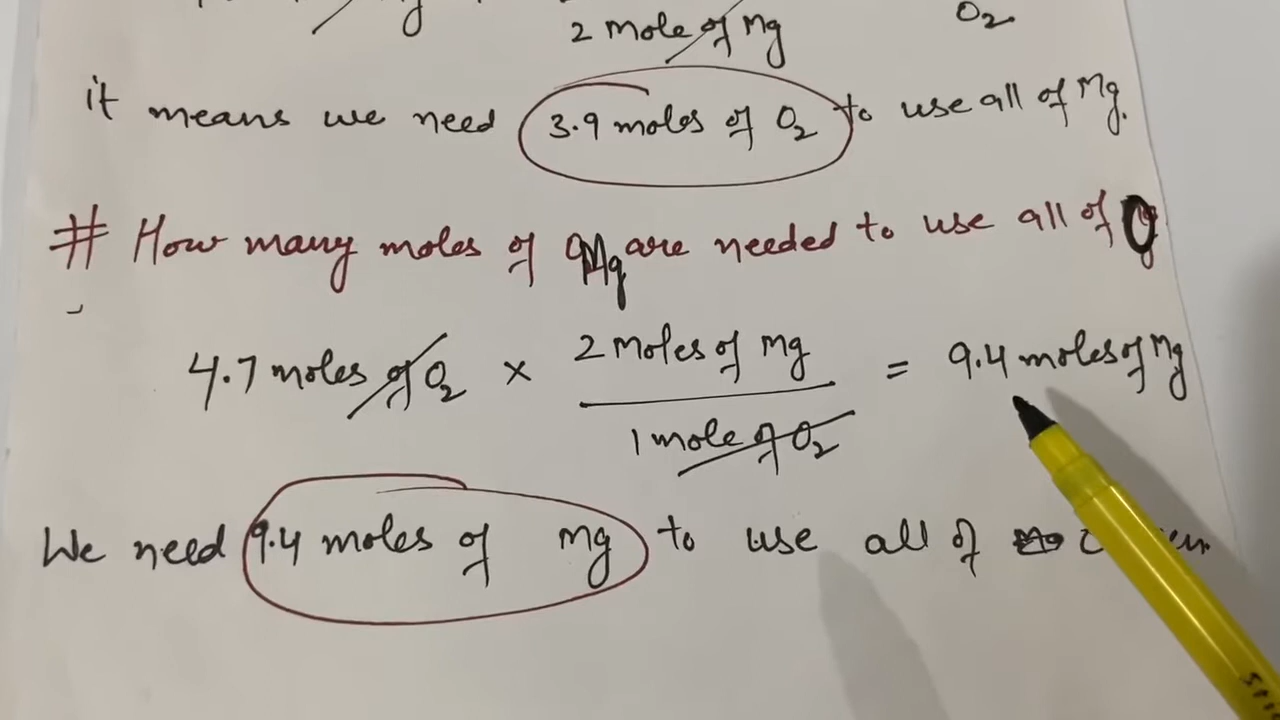 2 mole of Mg O2
it means we need 3.9 moles of O2 to use all of Mg.
# How many moles of Mg are needed to use all of O
4.7 moles of O2 × 2 Moles of Mg = 9.4 moles of Mg
1 mole of O2
We need 9.4 moles of Mg to use all of